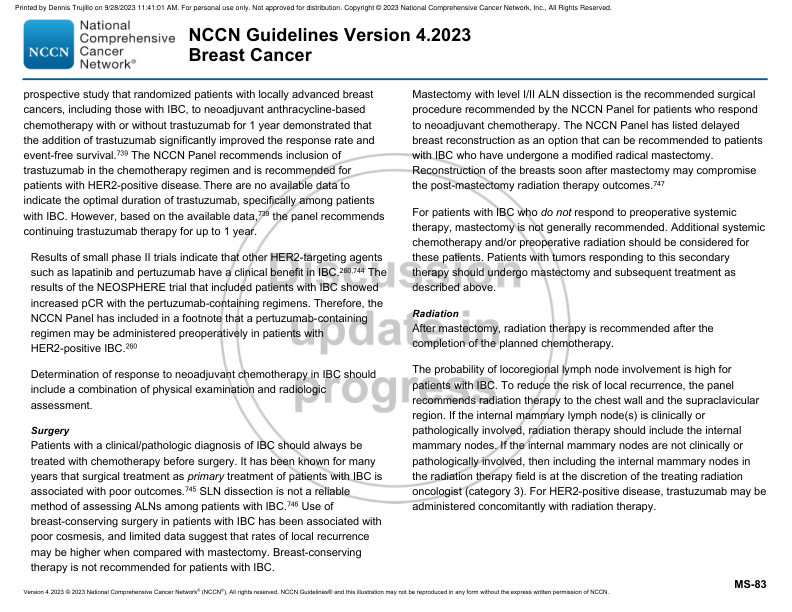 Printed by Dennis Trujillo on 9/28/2023 11:41:01 AM. For personal use only. Not approved for distribution. Copyright © 2023 National Comprehensive Cancer Network, Inc., All Rights Reserved.
NCCN
National
Comprehensive
Cancer
Network®
NCCN Guidelines Version 4.2023
Breast Cancer
prospective study that randomized patients with locally advanced breast
cancers, including those with IBC, to neoadjuvant anthracycline-based
chemotherapy with or without trastuzumab for 1 year demonstrated that
the addition of trastuzumab significantly improved the response rate and
event-free survival.739 The NCCN Panel recommends inclusion of
trastuzumab in the chemotherapy regimen and is recommended for
patients with HER2-positive disease. There are no available data to
indicate the optimal duration of trastuzumab, specifically among patients
with IBC. However, based on the available data,739 the panel recommends
continuing trastuzumab therapy for up to 1 year.
Results of small phase II trials indicate that other HER2-targeting agents
such as lapatinib and pertuzumab have a clinical benefit in IBC.260,744 The
results of the NEOSPHERE trial that included patients with IBC showed
increased pCR with the pertuzumab-containing regimens. Therefore, the
NCCN Panel has included in a footnote that a pertuzumab-containing
regimen may be administered preoperatively in patients with
HER2-positive IBC.260
Determination of response to neoadjuvant chemotherapy in IBC should
include a combination of physical examination and radiologic
assessment.
Surgery
Patients with a clinical/pathologic diagnosis of IBC should always be
treated with chemotherapy before surgery. It has been known for many
years that surgical treatment as primary treatment of patients with IBC is
associated with poor outcomes.745 SLN dissection is not a reliable
method of assessing ALNs among patients with IBC.746 Use of
breast-conserving surgery in patients with IBC has been associated with
poor cosmesis, and limited data suggest that rates of local recurrence
may be higher when compared with mastectomy. Breast-conserving
therapy is not recommended for patients with IBC.
Mastectomy with level I/II ALN dissection is the recommended surgical
procedure recommended by the NCCN Panel for patients who respond
to neoadjuvant chemotherapy. The NCCN Panel has listed delayed
breast reconstruction as an option that can be recommended to patients
with IBC who have undergone a modified radical mastectomy.
Reconstruction of the breasts soon after mastectomy may compromise
the post-mastectomy radiation therapy outcomes.747
For patients with IBC who do not respond to preoperative systemic
therapy, mastectomy is not generally recommended. Additional systemic
chemotherapy and/or preoperative radiation should be considered for
these patients. Patients with tumors responding to this secondary
therapy should undergo mastectomy and subsequent treatment as
described above.
Radiation
After mastectomy, radiation therapy is recommended after the
completion of the planned chemotherapy.
The probability of locoregional lymph node involvement is high for
patients with IBC. To reduce the risk of local recurrence, the panel
recommends radiation therapy to the chest wall and the supraclavicular
region. If the internal mammary lymph node(s) is clinically or
pathologically involved, radiation therapy should include the internal
mammary nodes. If the internal mammary nodes are not clinically or
pathologically involved, then including the internal mammary nodes in
the radiation therapy field is at the discretion of the treating radiation
oncologist (category 3). For HER2-positive disease, trastuzumab may be
administered concomitantly with radiation therapy.
Discussion
update in
progress
MS-83
Version 4.2023 © 2023 National Comprehensive Cancer Network® (NCCN®), All rights reserved. NCCN Guidelines® and this illustration may not be reproduced in any form without the express written permission of NCCN.